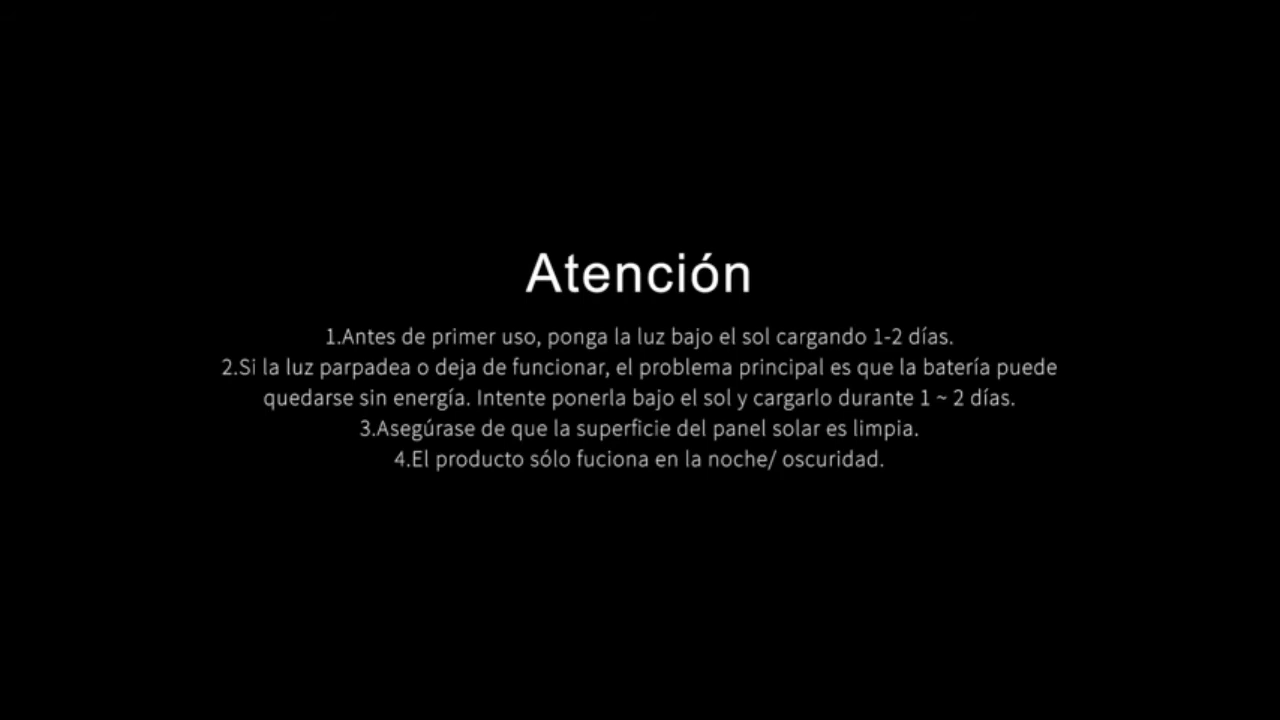 Atención
1.Antes de primer uso, ponga la luz bajo el sol cargando 1-2 días.
2.Si la luz parpadea o deja de funcionar, el problema principal es que la batería puede
quedarse sin energía. Intente ponerla bajo el sol y cargarlo durante 1 ~ 2 días.
3.Asegúrase de que la superficie del panel solar es limpia.
4.El producto sólo fuciona en la noche/ oscuridad.